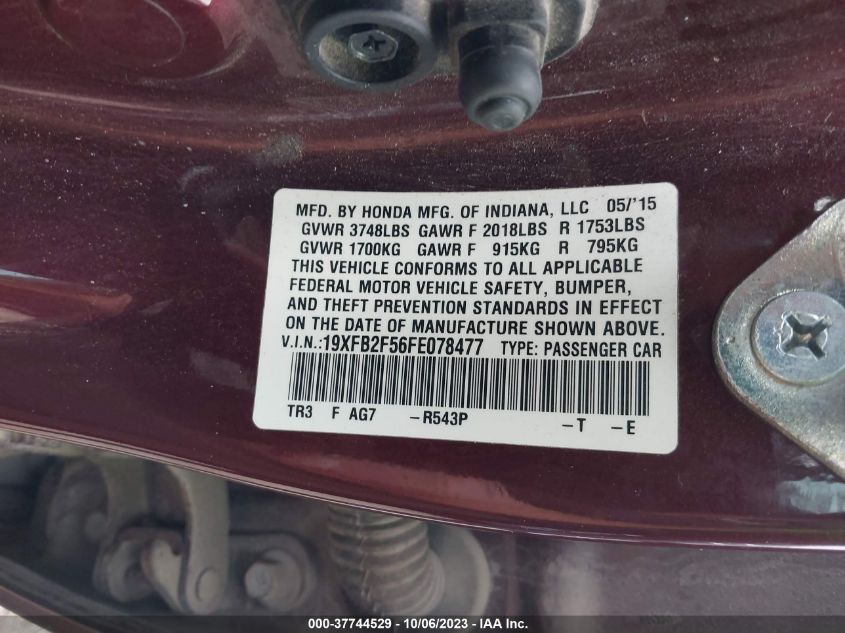 MFD. BY HONDA MFG. OF INDIANA, LLC 05/'15
GVWR 3748LBS GAWR F 2018LBS R 1753LBS
GVWR 1700KG GAWR F 915KG R 795KG
THIS VEHICLE CONFORMS TO ALL APPLICABLE
FEDERAL MOTOR VEHICLE SAFETY, BUMPER,
AND THEFT PREVENTION STANDARDS IN EFFECT
ON THE DATE OF MANUFACTURE SHOWN ABOVE.
V.I.N.:19XFB2F56FE078477 TYPE: PASSENGER CAR
TR3 F AG7 -R543P -T -E
000-37744529 - 10/06/2023 - IAA Inc.